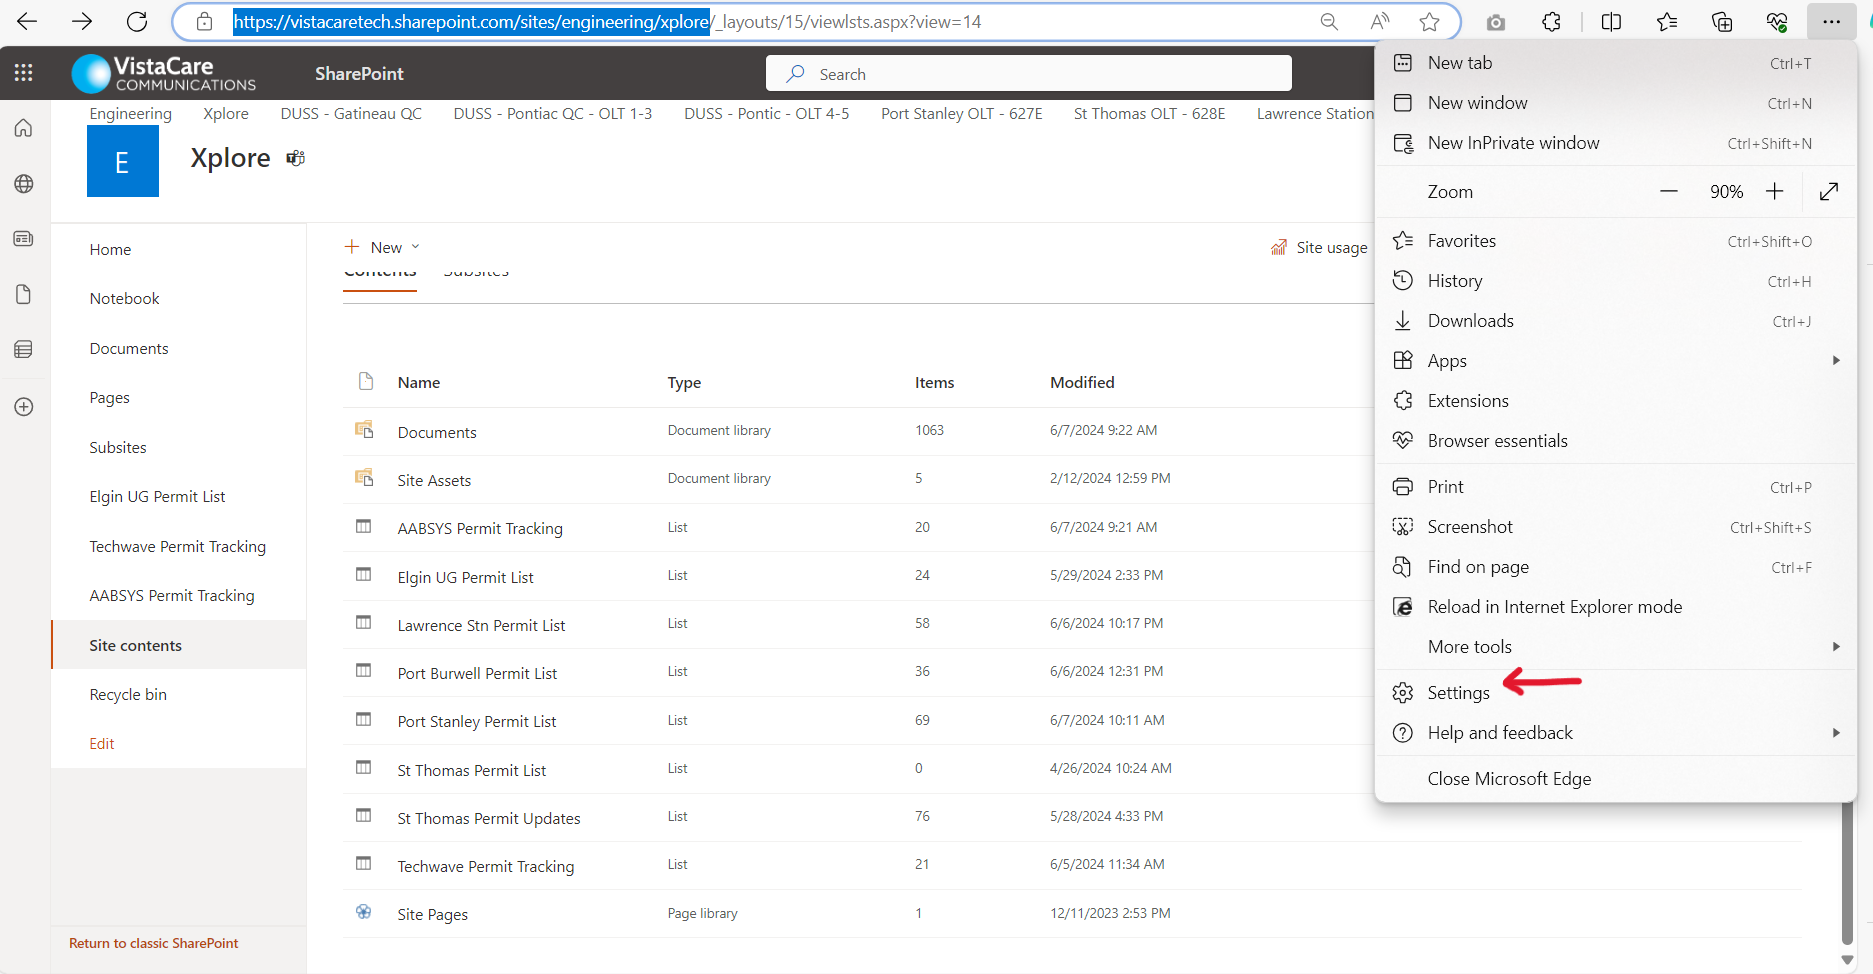 https://vistacaretech.sharepoint.com/sites/engineering/xplore/_layouts/15/viewlsts.aspx?view=14
VistaCare
COMMUNICATIONS
SharePoint
Search
Engineering Xplore DUSS - Gatineau QC DUSS - Pontiac QC - OLT 1-3 DUSS - Pontic - OLT 4-5 Port Stanley OLT - 627E St Thomas OLT - 628E Lawrence Station
E
Xplore
Home
Notebook
Documents
Pages
Subsites
Elgin UG Permit List
Techwave Permit Tracking
AABSYS Permit Tracking
Site contents
Recycle bin
Edit
Return to classic SharePoint
New
Site usage
Contents Subsites
Name Type Items Modified
Documents Document library 1063 6/7/2024 9:22 AM
Site Assets Document library 5 2/12/2024 12:59 PM
AABSYS Permit Tracking List 20 6/7/2024 9:21 AM
Elgin UG Permit List List 24 5/29/2024 2:33 PM
Lawrence Stn Permit List List 58 6/6/2024 10:17 PM
Port Burwell Permit List List 36 6/6/2024 12:31 PM
Port Stanley Permit List List 69 6/7/2024 10:11 AM
St Thomas Permit List List 0 4/26/2024 10:24 AM
St Thomas Permit Updates List 76 5/28/2024 4:33 PM
Techwave Permit Tracking List 21 6/5/2024 11:34 AM
Site Pages Page library 1 12/11/2023 2:53 PM
New tab Ctrl+T
New window Ctrl+N
New InPrivate window Ctrl+Shift+N
Zoom 90%
Favorites Ctrl+Shift+O
History Ctrl+H
Downloads Ctrl+J
Apps
Extensions
Browser essentials
Print Ctrl+P
Screenshot Ctrl+Shift+S
Find on page Ctrl+F
Reload in Internet Explorer mode
More tools
Settings
Help and feedback
Close Microsoft Edge